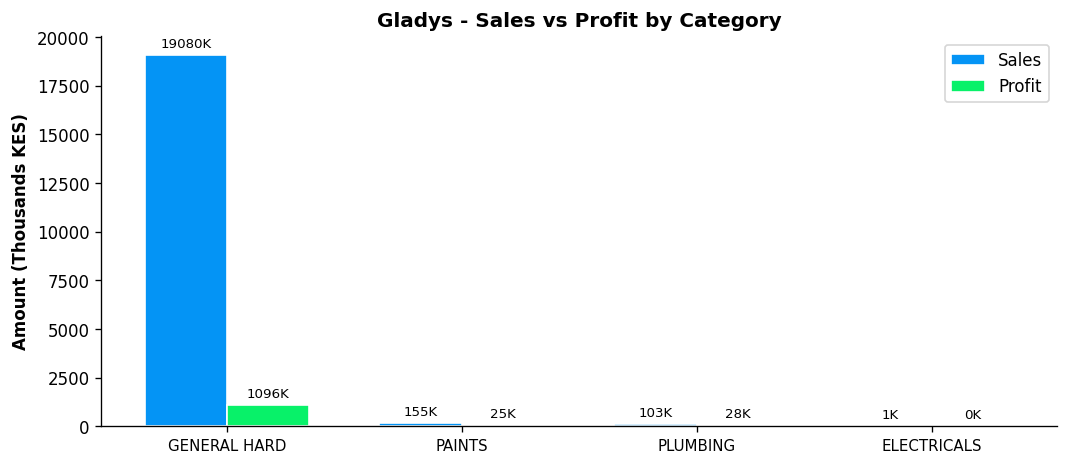 Gladys - Sales vs Profit by Category
Amount (Thousands KES)
20000
17500
15000
12500
10000
7500
5000
2500
0
19080K
1096K
155K
25K
103K
28K
1K
0K
GENERAL HARD
PAINTS
PLUMBING
ELECTRICALS
Sales
Profit